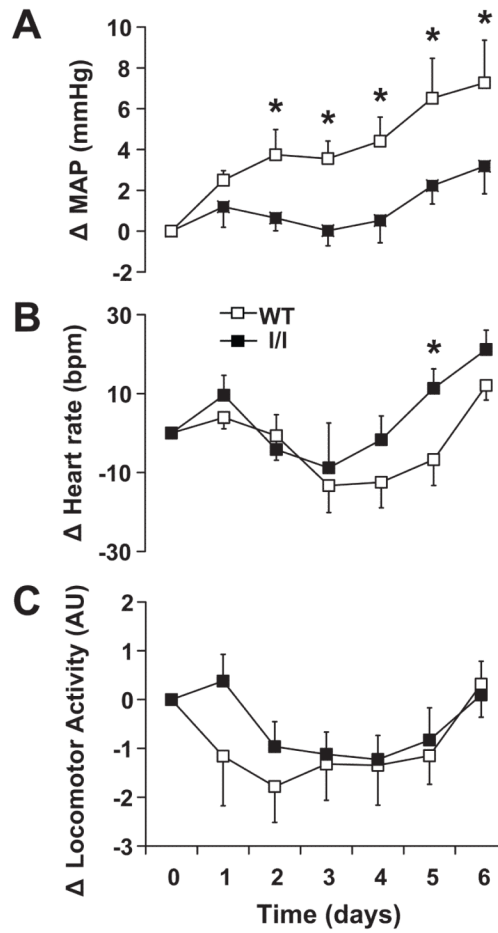 A
Δ MAP (mmHg)
10
8
6
4
2
0
-2
* * * * *
B
Δ Heart rate (bpm)
30
10
-10
-30
WT
I/I
*
C
Δ Locomotor Activity (AU)
2
1
0
-1
-2
-3
0 1 2 3 4 5 6
Time (days)